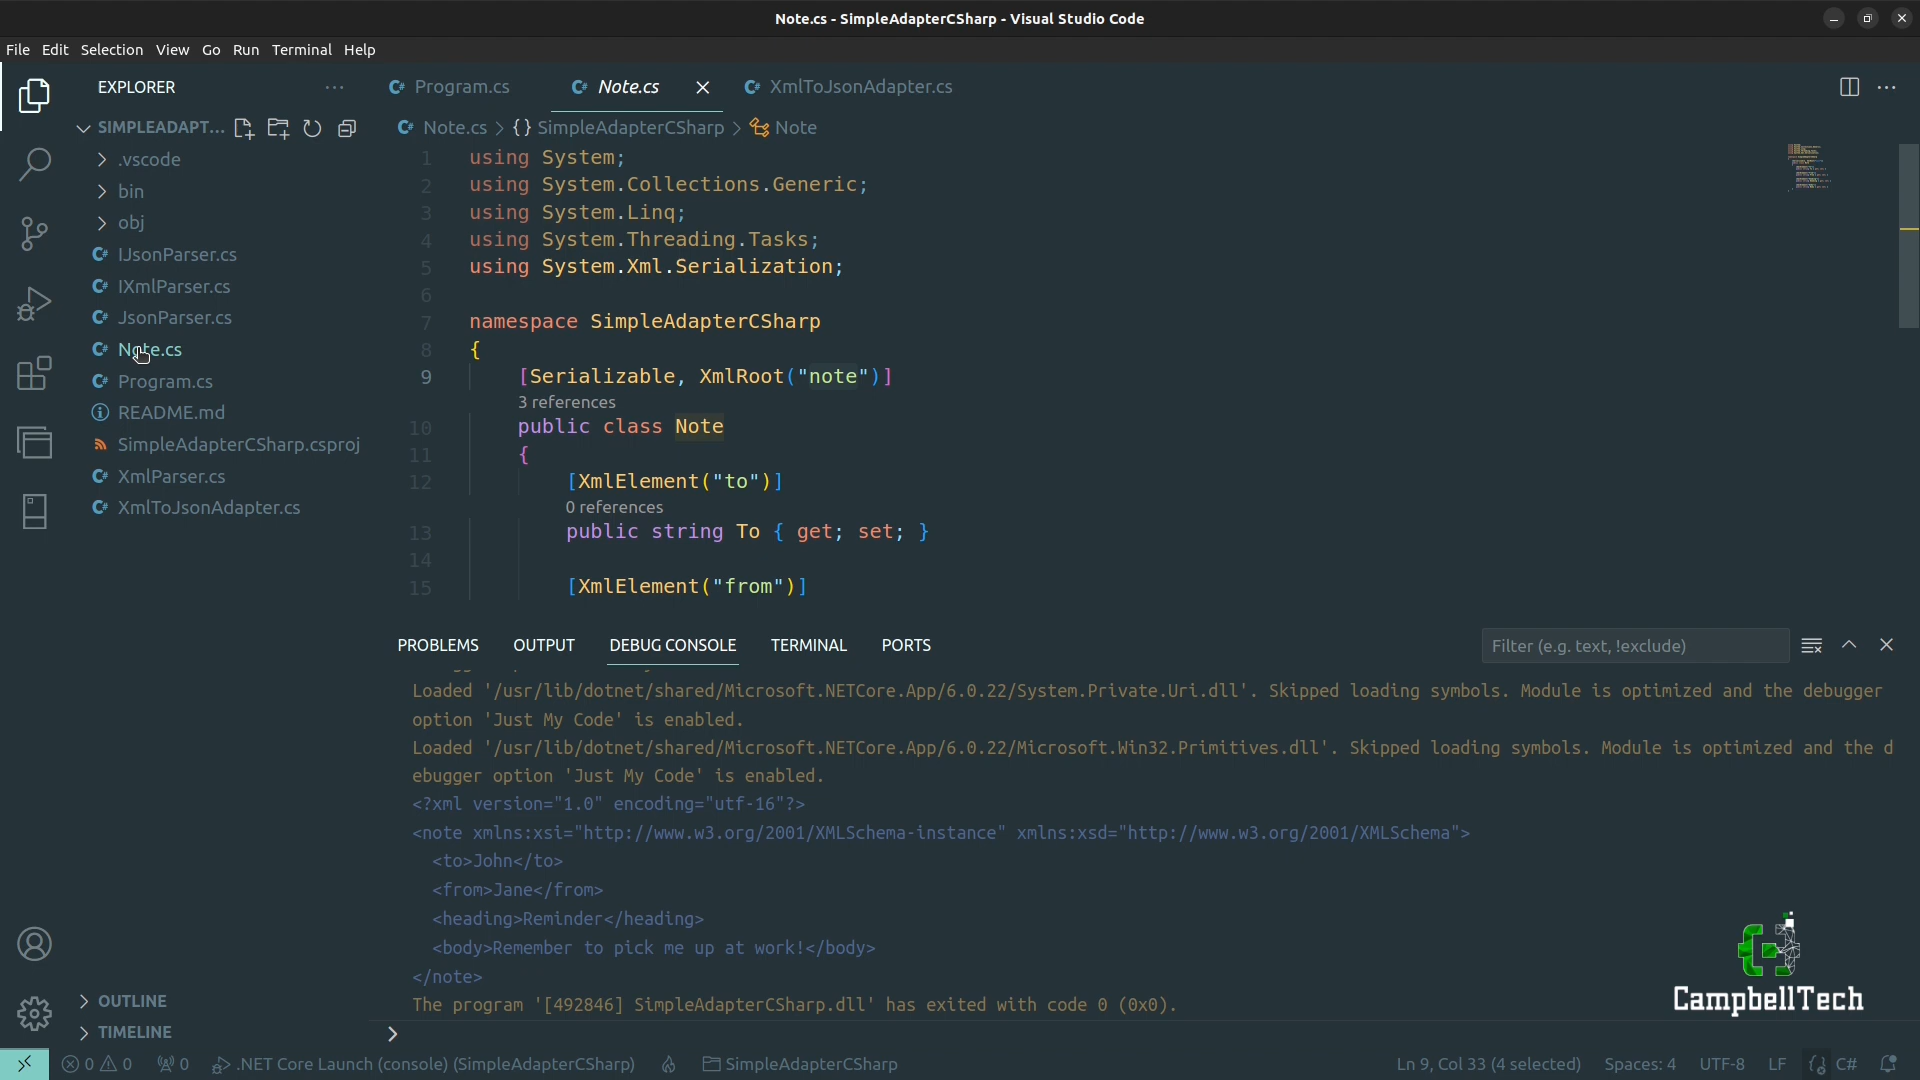 Note.cs - SimpleAdapterCSharp - Visual Studio Code
File Edit Selection View Go Run Terminal Help
EXPLORER
SIMPLEADAPT...
.vscode
bin
obj
IJsonParser.cs
IXmlParser.cs
JsonParser.cs
Note.cs
Program.cs
README.md
SimpleAdapterCSharp.csproj
XmlParser.cs
XmlToJsonAdapter.cs
OUTLINE
TIMELINE
Program.cs Note.cs XmlToJsonAdapter.cs
Note.cs > {} SimpleAdapterCSharp > Note
1 using System;
2 using System.Collections.Generic;
3 using System.Linq;
4 using System.Threading.Tasks;
5 using System.Xml.Serialization;
6
7 namespace SimpleAdapterCSharp
8 {
9 [Serializable, XmlRoot("note")]
3 references
10 public class Note
11 {
12 [XmlElement("to")]
0 references
13 public string To { get; set; }
14
15 [XmlElement("from")]
PROBLEMS OUTPUT DEBUG CONSOLE TERMINAL PORTS
Filter (e.g. text, !exclude)
Loaded '/usr/lib/dotnet/shared/Microsoft.NETCore.App/6.0.22/System.Private.Uri.dll'. Skipped loading symbols. Module is optimized and the debugger
option 'Just My Code' is enabled.
Loaded '/usr/lib/dotnet/shared/Microsoft.NETCore.App/6.0.22/Microsoft.Win32.Primitives.dll'. Skipped loading symbols. Module is optimized and the d
ebugger option 'Just My Code' is enabled.
<?xml version="1.0" encoding="utf-16"?>
<note xmlns:xsi="http://www.w3.org/2001/XMLSchema-instance" xmlns:xsd="http://www.w3.org/2001/XMLSchema">
<to>John</to>
<from>Jane</from>
<heading>Reminder</heading>
<body>Remember to pick me up at work!</body>
</note>
The program '[492846] SimpleAdapterCSharp.dll' has exited with code 0 (0x0).
CampbellTech
0 0 0 .NET Core Launch (console) (SimpleAdapterCSharp) SimpleAdapterCSharp Ln 9, Col 33 (4 selected) Spaces: 4 UTF-8 LF C#